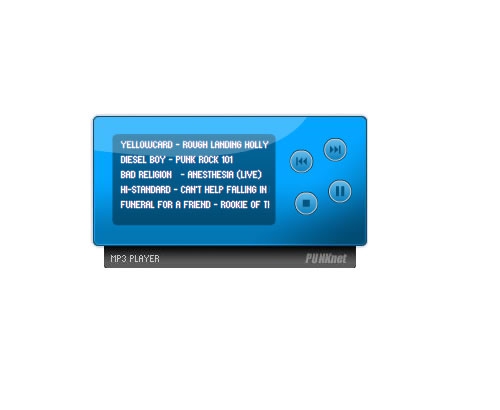 YELLOWCARD - ROUGH LANDING HOLLY
DIESEL BOY - PUNK ROCK 101
BAD RELIGION - ANESTHESIA (LIVE)
HI-STANDARD - CAN'T HELP FALLING IN
FUNERAL FOR A FRIEND - ROOKIE OF T
MP3 PLAYER
PUNKnet